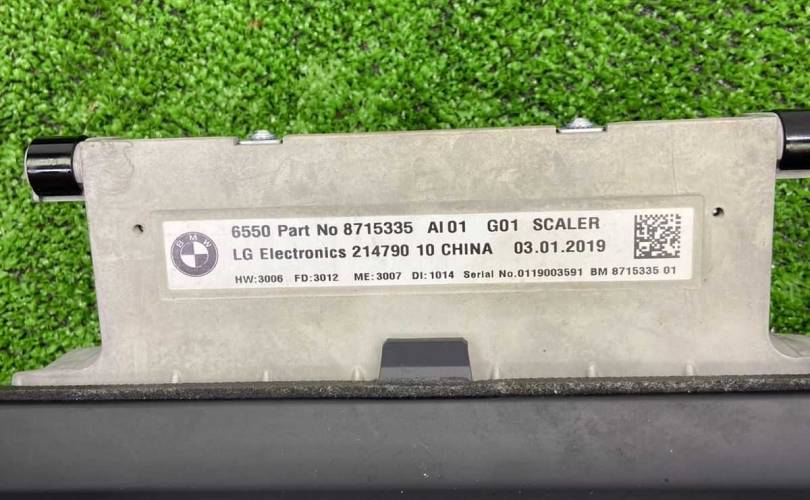 BMW
6550 Part No 8715335 AI 01 G01 SCALER
LG Electronics 214790 10 CHINA 03.01.2019
HW:3006 FD:3012 ME:3007 DI:1014 Serial No.0119003591 BM 8715335 01